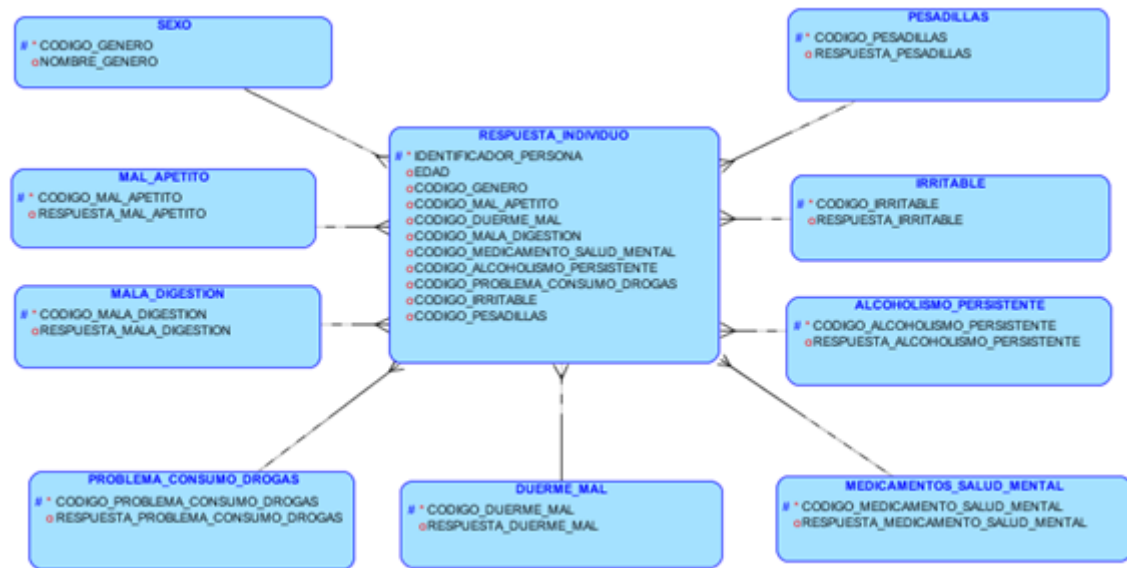 SEXO
# * CODIGO_GENERO
o NOMBRE_GENERO
PESADILLAS
# * CODIGO_PESADILLAS
o RESPUESTA_PESADILLAS
RESPUESTA_INDIVIDUO
# * IDENTIFICADOR_PERSONA
o EDAD
o CODIGO_GENERO
o CODIGO_MAL_APETITO
o CODIGO_DUERME_MAL
o CODIGO_MALA_DIGESTION
o CODIGO_MEDICAMENTO_SALUD_MENTAL
o CODIGO_ALCOHOLISMO_PERSISTENTE
o CODIGO_PROBLEMA_CONSUMO_DROGAS
o CODIGO_IRRITABLE
o CODIGO_PESADILLAS
MAL_APETITO
# * CODIGO_MAL_APETITO
o RESPUESTA_MAL_APETITO
IRRITABLE
# * CODIGO_IRRITABLE
o RESPUESTA_IRRITABLE
MALA_DIGESTION
# * CODIGO_MALA_DIGESTION
o RESPUESTA_MALA_DIGESTION
ALCOHOLISMO_PERSISTENTE
# * CODIGO_ALCOHOLISMO_PERSISTENTE
o RESPUESTA_ALCOHOLISMO_PERSISTENTE
PROBLEMA_CONSUMO_DROGAS
# * CODIGO_PROBLEMA_CONSUMO_DROGAS
o RESPUESTA_PROBLEMA_CONSUMO_DROGAS
DUERME_MAL
# * CODIGO_DUERME_MAL
o RESPUESTA_DUERME_MAL
MEDICAMENTOS_SALUD_MENTAL
# * CODIGO_MEDICAMENTO_SALUD_MENTAL
o RESPUESTA_MEDICAMENTO_SALUD_MENTAL